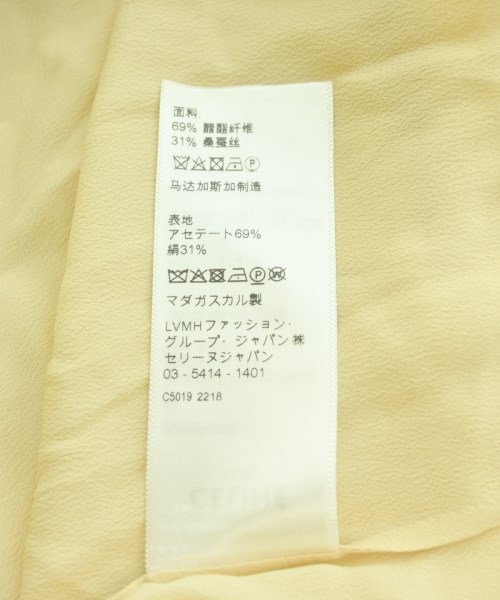 面料:
69% 醋酯纤维
31% 桑蚕丝
P
马达加斯加制造
表地
アセテート69%
絹31%
P W
マダガスカル製
LVMHファッション・
グループ・ジャパン㈱
セリーヌジャパン
03 - 5414 - 1401
C5019 2218